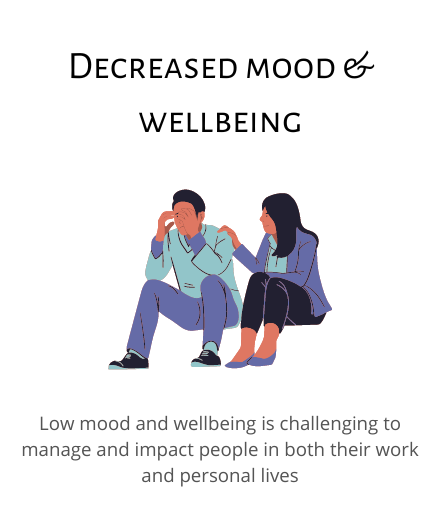 Decreased mood &
wellbeing
Low mood and wellbeing is challenging to
manage and impact people in both their work
and personal lives